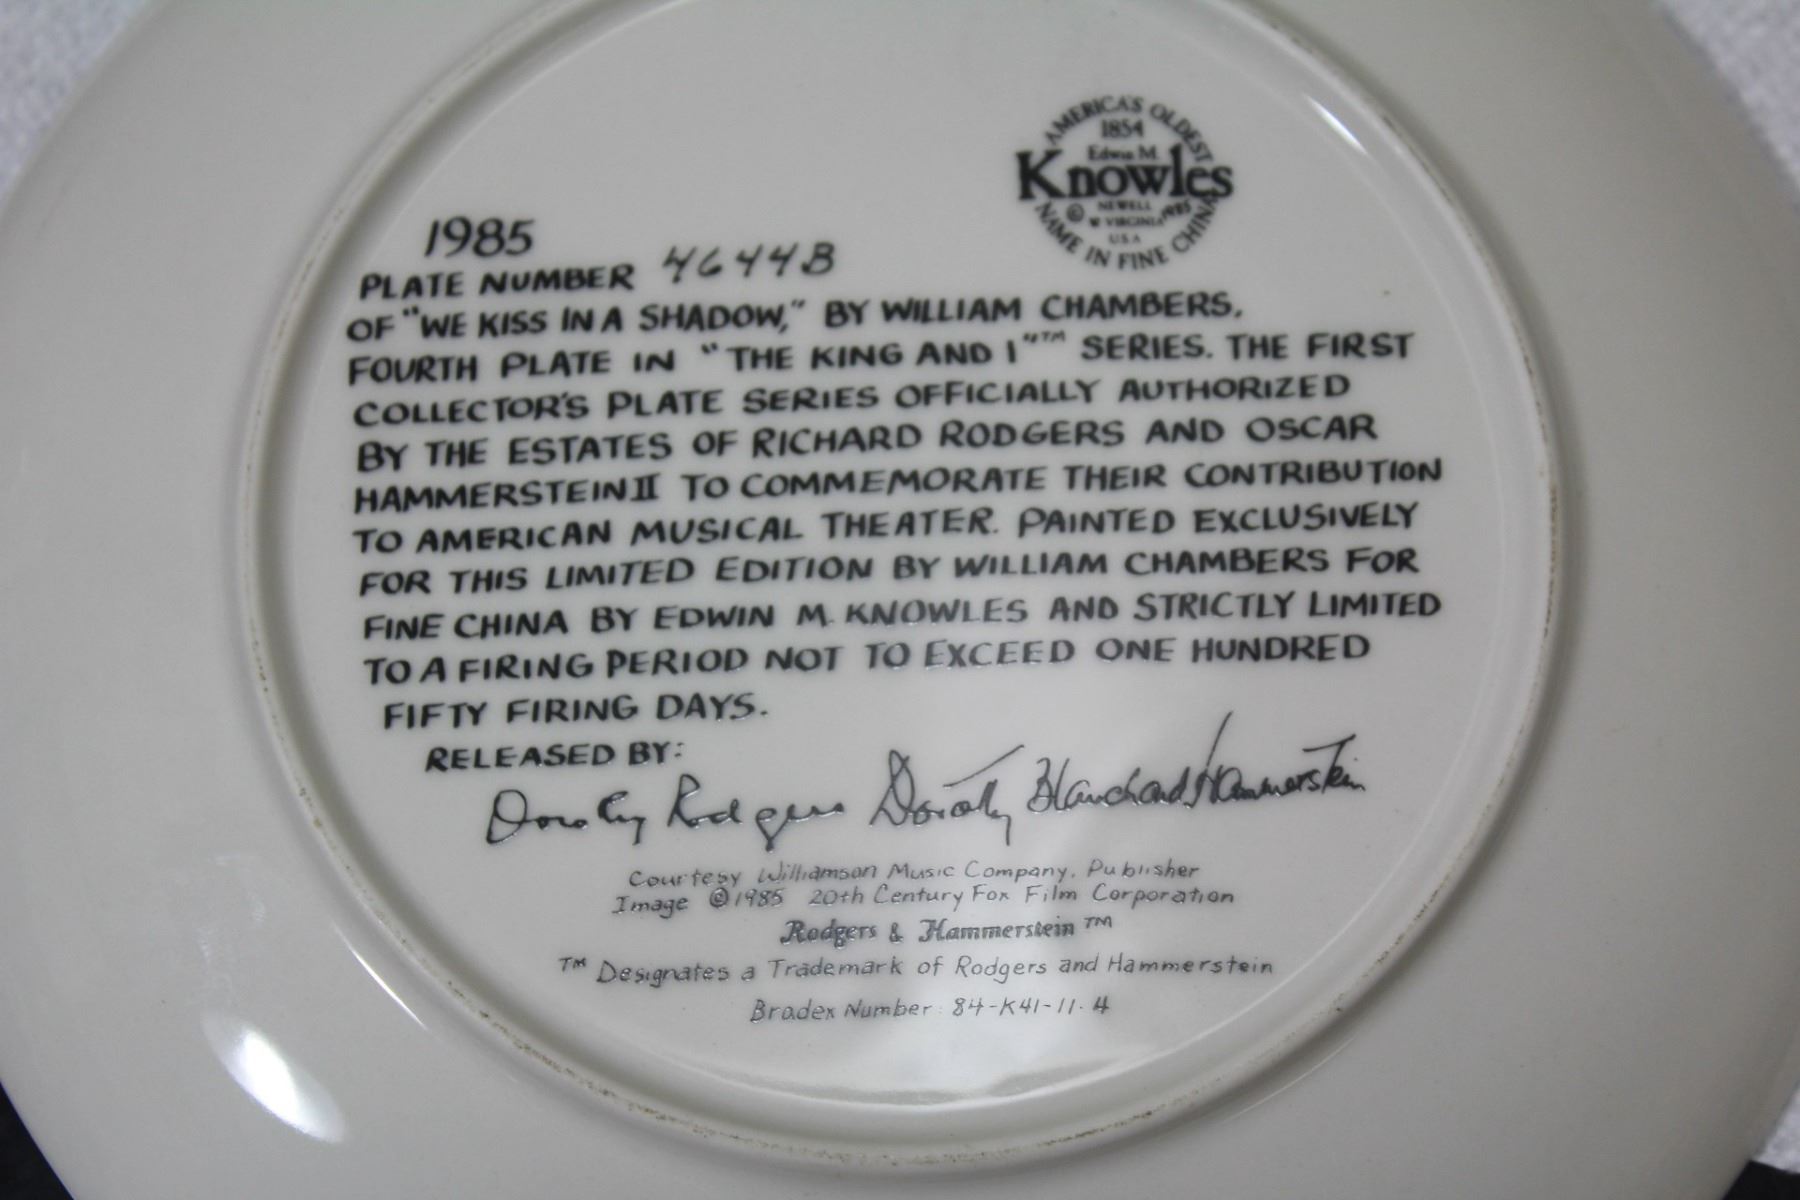 AMERICA'S OLDEST
1854
Edwin M.
Knowles
NEWELL
© W VIRGINIA 1985
U.S.A
NAME IN FINE CHINA
1985
PLATE NUMBER 4644B
OF "WE KISS IN A SHADOW," BY WILLIAM CHAMBERS,
FOURTH PLATE IN "THE KING AND I"™ SERIES. THE FIRST
COLLECTOR'S PLATE SERIES OFFICIALLY AUTHORIZED
BY THE ESTATES OF RICHARD RODGERS AND OSCAR
HAMMERSTEIN II TO COMMEMORATE THEIR CONTRIBUTION
TO AMERICAN MUSICAL THEATER. PAINTED EXCLUSIVELY
FOR THIS LIMITED EDITION BY WILLIAM CHAMBERS FOR
FINE CHINA BY EDWIN M. KNOWLES AND STRICTLY LIMITED
TO A FIRING PERIOD NOT TO EXCEED ONE HUNDRED
FIFTY FIRING DAYS.
RELEASED BY:
Dorothy Rodgers Dorothy Blanchard Hammerstein
Courtesy Williamson Music Company, Publisher
Image ©1985 20th Century Fox Film Corporation
Rodgers & Hammerstein™
™ Designates a Trademark of Rodgers and Hammerstein
Bradex Number: 84-K41-11.4